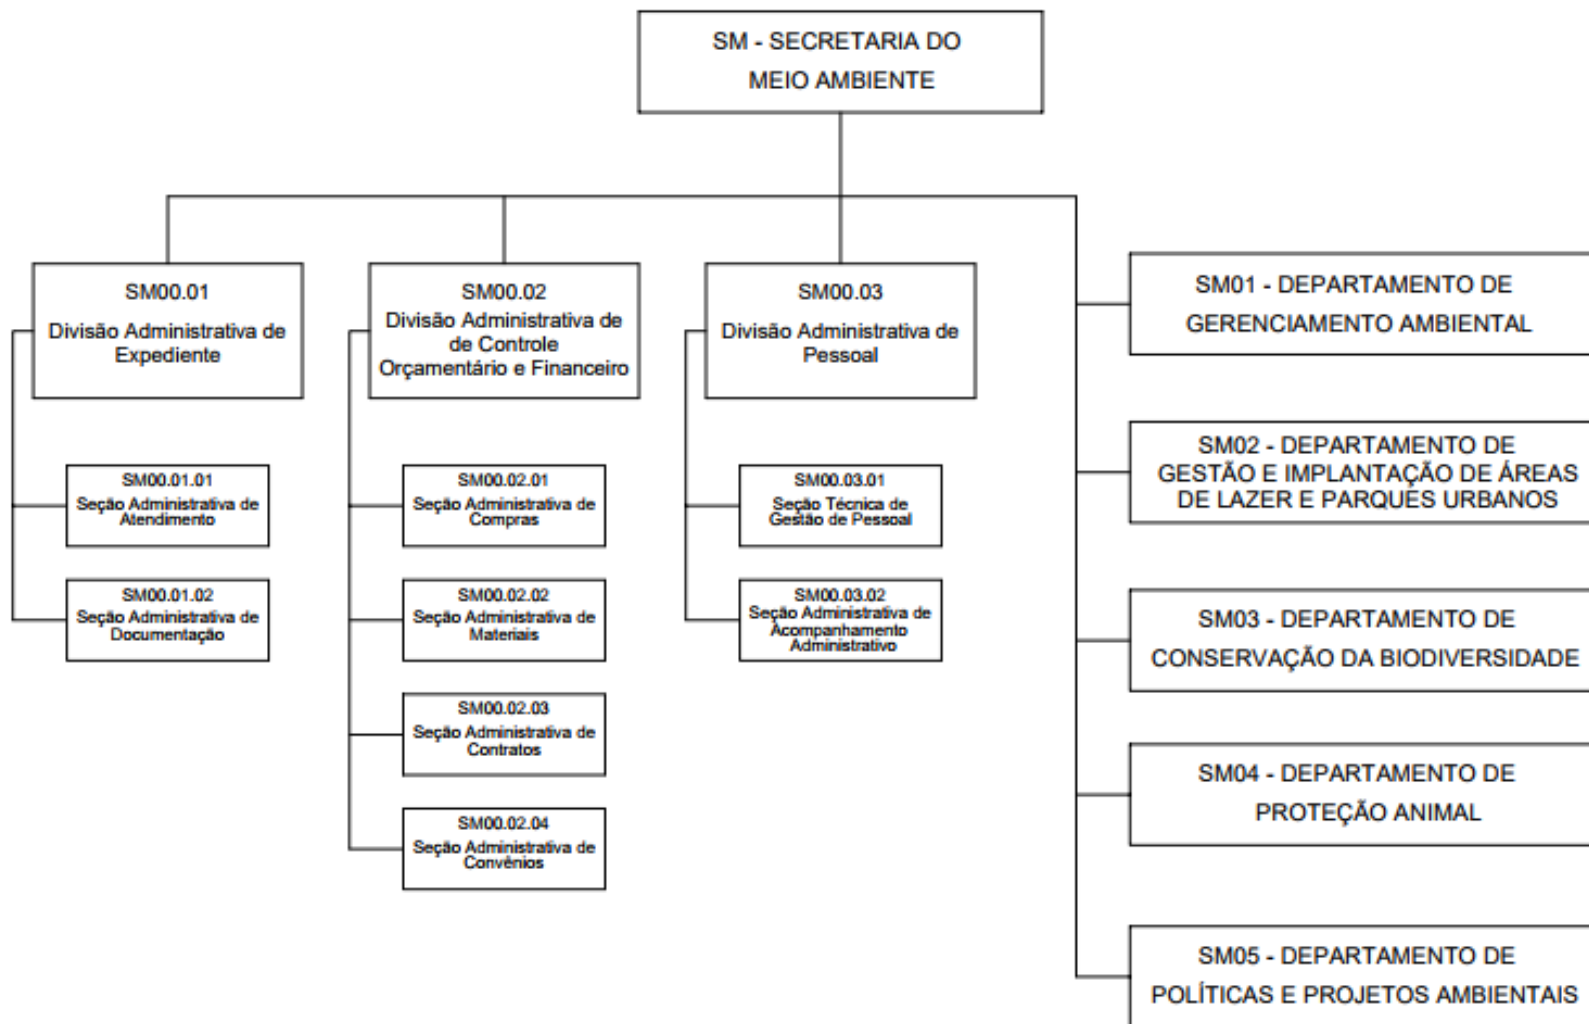 SM - SECRETARIA DO
MEIO AMBIENTE
SM00.01
Divisão Administrativa de
Expediente
SM00.01.01
Seção Administrativa de
Atendimento
SM00.01.02
Seção Administrativa de
Documentação
SM00.02
Divisão Administrativa de
de Controle
Orçamentário e Financeiro
SM00.02.01
Seção Administrativa de
Compras
SM00.02.02
Seção Administrativa de
Materiais
SM00.02.03
Seção Administrativa de
Contratos
SM00.02.04
Seção Administrativa de
Convênios
SM00.03
Divisão Administrativa de
Pessoal
SM00.03.01
Seção Técnica de
Gestão de Pessoal
SM00.03.02
Seção Administrativa de
Acompanhamento
Administrativo
SM01 - DEPARTAMENTO DE
GERENCIAMENTO AMBIENTAL
SM02 - DEPARTAMENTO DE
GESTÃO E IMPLANTAÇÃO DE ÁREAS
DE LAZER E PARQUES URBANOS
SM03 - DEPARTAMENTO DE
CONSERVAÇÃO DA BIODIVERSIDADE
SM04 - DEPARTAMENTO DE
PROTEÇÃO ANIMAL
SM05 - DEPARTAMENTO DE
POLÍTICAS E PROJETOS AMBIENTAIS